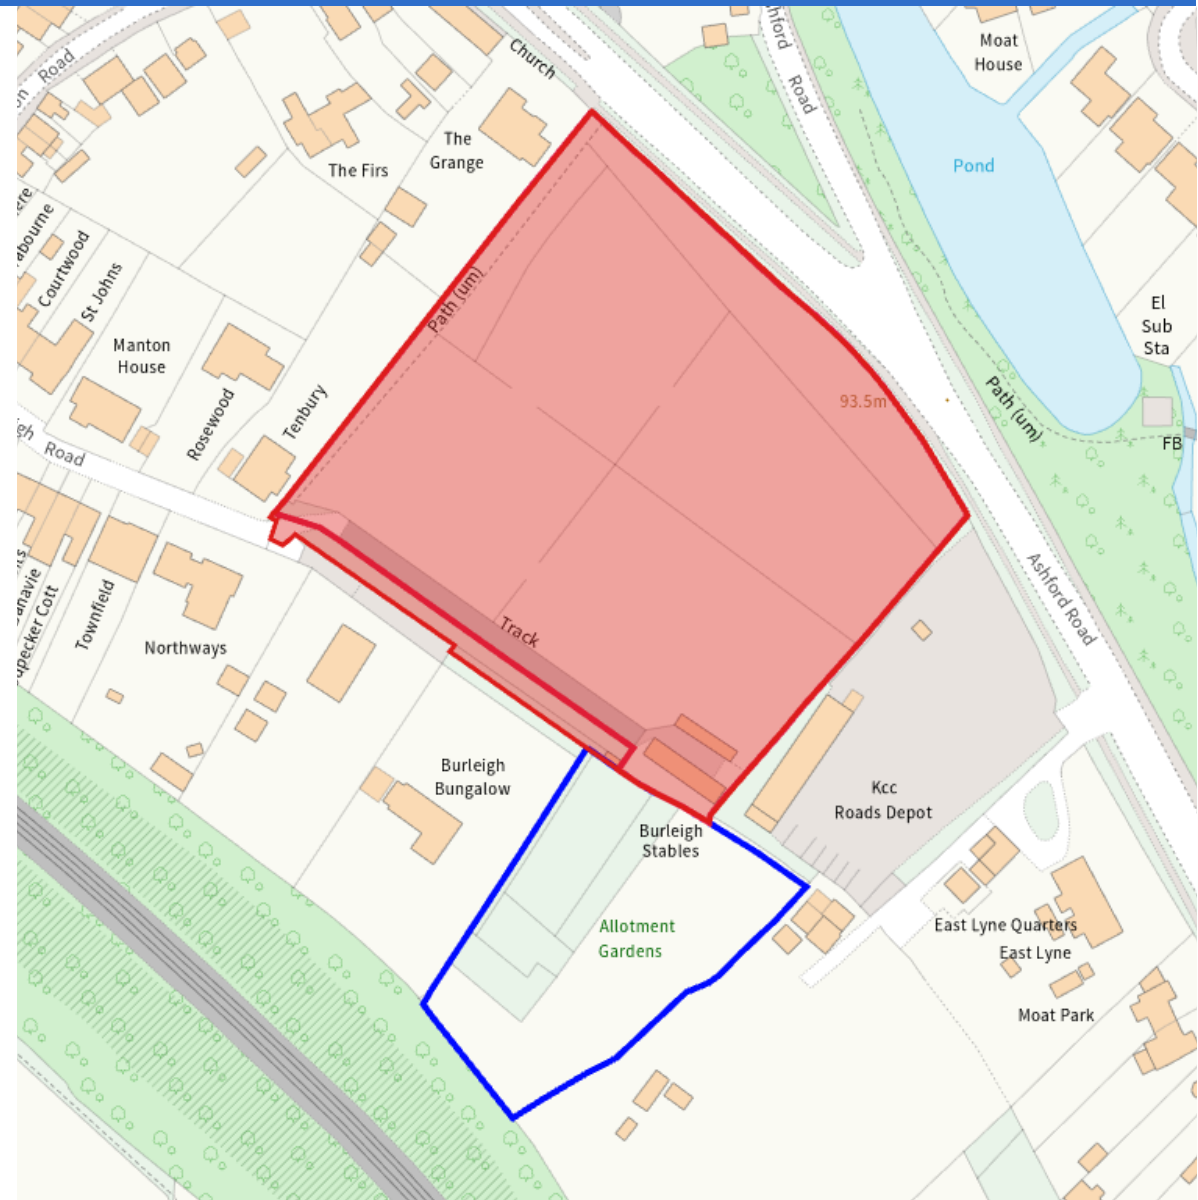 Church
Ashford
Road
Moat
House
Road
The
Grange
The Firs
Pond
Courtwood
St Johns
Path (um)
El
Sub
Sta
Manton
House
Rosewood
Tenbury
93.5m
Path (um)
FB
Road
Ashford Road
Track
Townfield
Northways
Burleigh
Bungalow
Kcc
Roads Depot
Burleigh
Stables
Allotment
Gardens
East Lyne Quarters
East Lyne
Moat Park